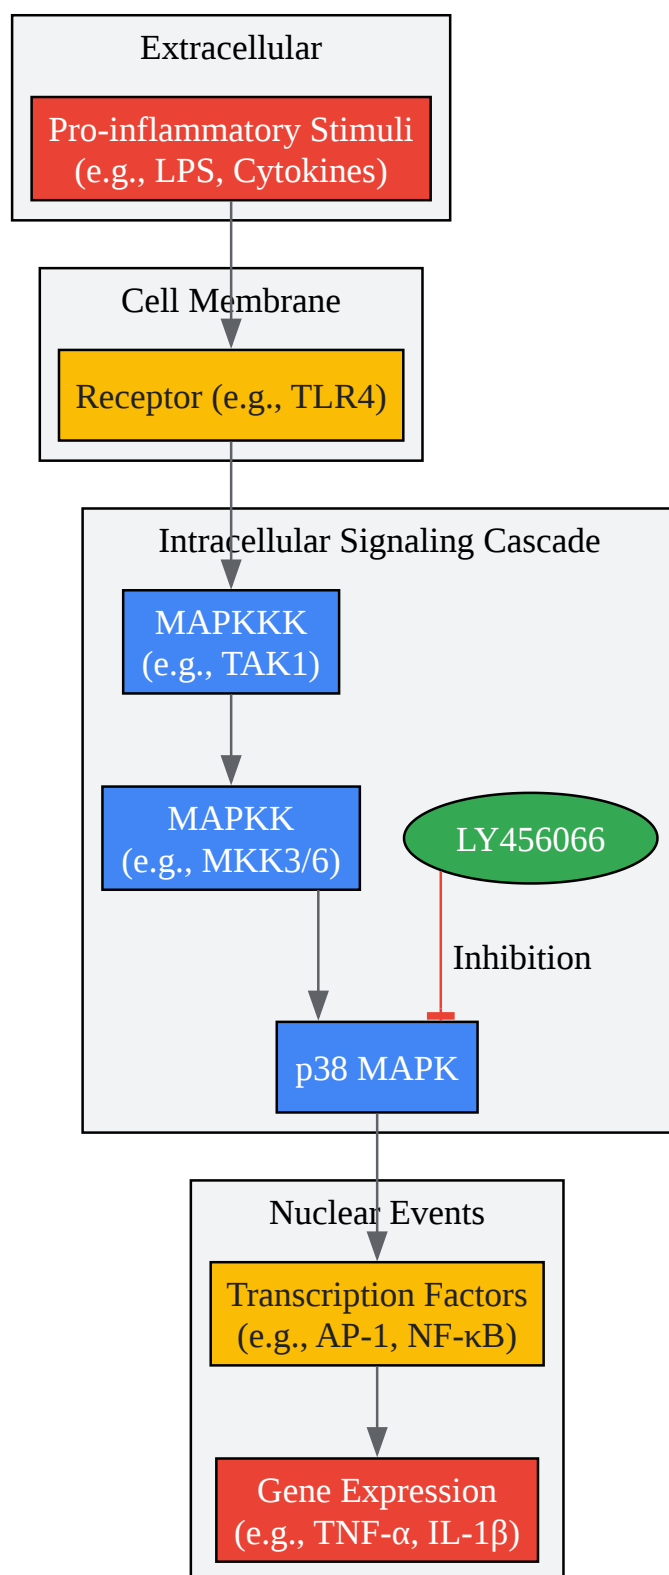 Extracellular
Pro-inflammatory Stimuli
(e.g., LPS, Cytokines)
Cell Membrane
Receptor (e.g., TLR4)
Intracellular Signaling Cascade
MAPKKK
(e.g., TAK1)
MAPKK
(e.g., MKK3/6)
LY456066
Inhibition
p38 MAPK
Nuclear Events
Transcription Factors
(e.g., AP-1, NF-κB)
Gene Expression
(e.g., TNF-α, IL-1β)